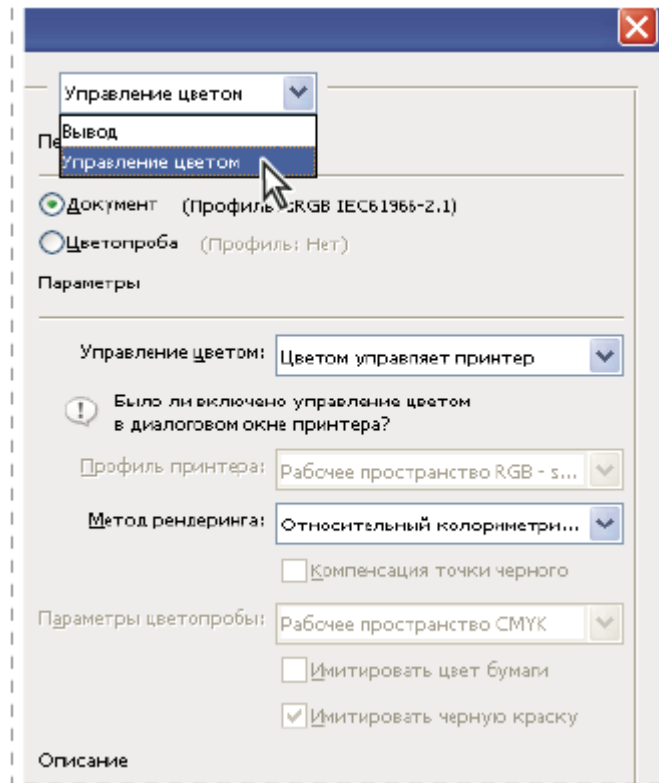 Управление цветом
Вывод
Управление цветом
Документ (Профиль: sRGB IEC61966-2.1)
Цветопроба (Профиль: Нет)
Параметры
Управление цветом: Цветом управляет принтер
Было ли включено управление цветом
в диалоговом окне принтера?
Профиль принтера: Рабочее пространство RGB - s...
Метод рендеринга: Относительный колориметри...
Компенсация точки черного
Параметры цветопробы: Рабочее пространство CMYK
Имитировать цвет бумаги
Имитировать черную краску
Описание